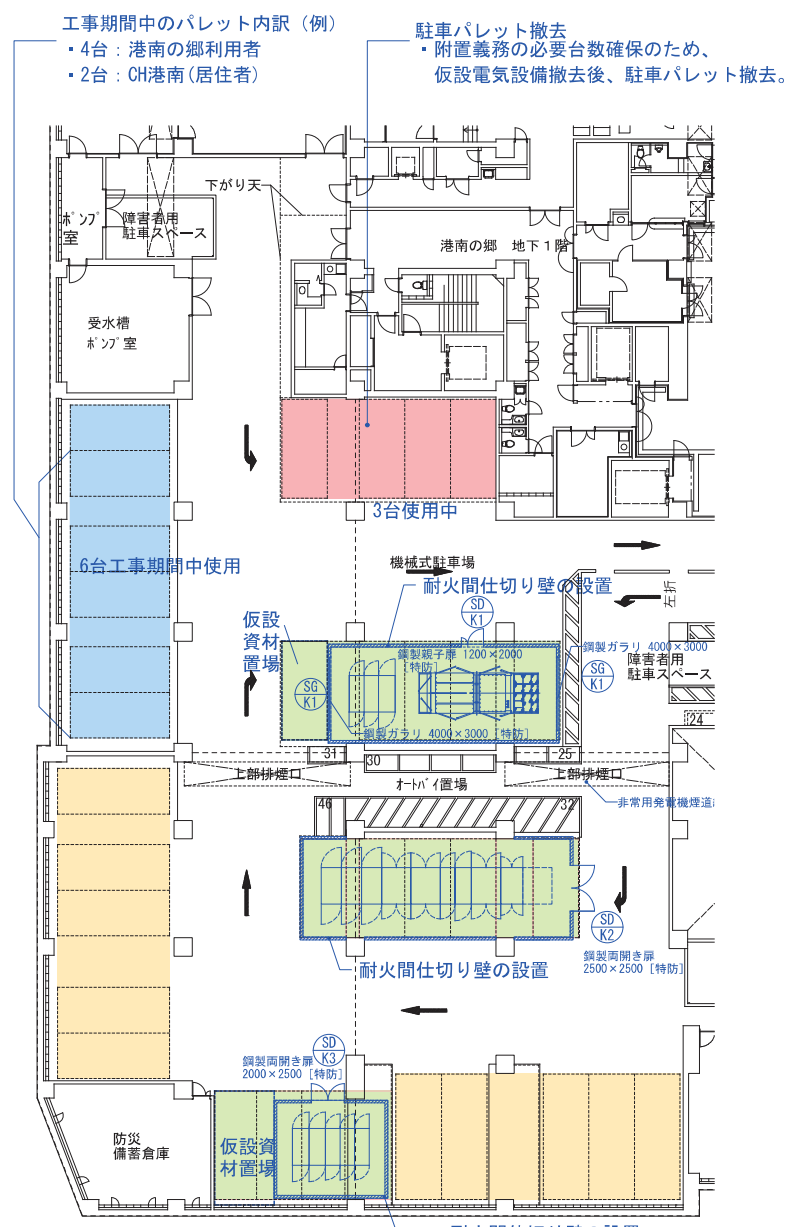 工事期間中のパレット内訳（例）
・4台：港南の郷利用者
・2台：CH港南(居住者)
駐車パレット撤去
・附置義務の必要台数確保のため、
仮設電気設備撤去後、駐車パレット撤去。
下がり天
ﾎﾟﾝﾌﾟ
室
障害者用
駐車スペース
港南の郷　地下１階
受水槽
ﾎﾟﾝﾌﾟ室
3台使用中
6台工事期間中使用
機械式駐車場
耐火間仕切り壁の設置
左折
仮設
資材
置場
SD
K1
鋼製親子扉 1200×2000
[特防]
鋼製ガラリ 4000×3000
SG
K1
障害者用
駐車スペース
SG
K1
鋼製ガラリ 4000×3000 [特防]
24
31
30
25
上部排煙口
ｵｰﾄﾊﾞｲ置場
上部排煙口
非常用発電機煙道
46
32
SD
K2
耐火間仕切り壁の設置
鋼製両開き扉
2500×2500 [特防]
SD
K3
鋼製両開き扉
2000×2500 [特防]
防災
備蓄倉庫
仮設資
材置場